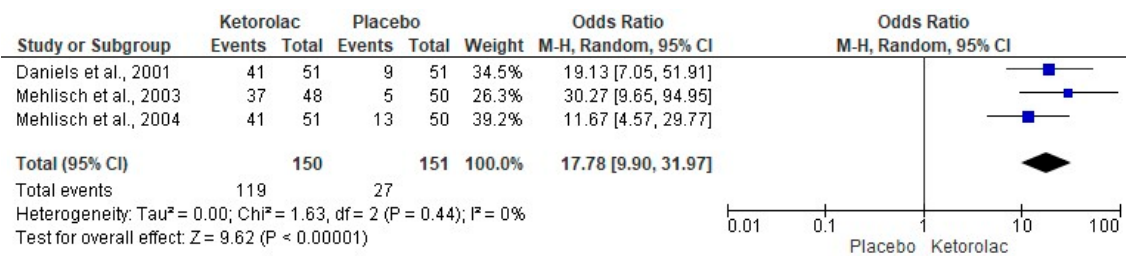 Ketorolac Placebo Odds Ratio Odds Ratio
Study or Subgroup Events Total Events Total Weight M-H, Random, 95% CI M-H, Random, 95% CI
Daniels et al., 2001 41 51 9 51 34.5% 19.13 [7.05, 51.91]
Mehlisch et al., 2003 37 48 5 50 26.3% 30.27 [9.65, 94.95]
Mehlisch et al., 2004 41 51 13 50 39.2% 11.67 [4.57, 29.77]
Total (95% CI) 150 151 100.0% 17.78 [9.90, 31.97]
Total events 119 27
Heterogeneity: Tau² = 0.00; Chi² = 1.63, df = 2 (P = 0.44); I² = 0%
Test for overall effect: Z = 9.62 (P < 0.00001)
0.01 0.1 1 10 100
Placebo Ketorolac